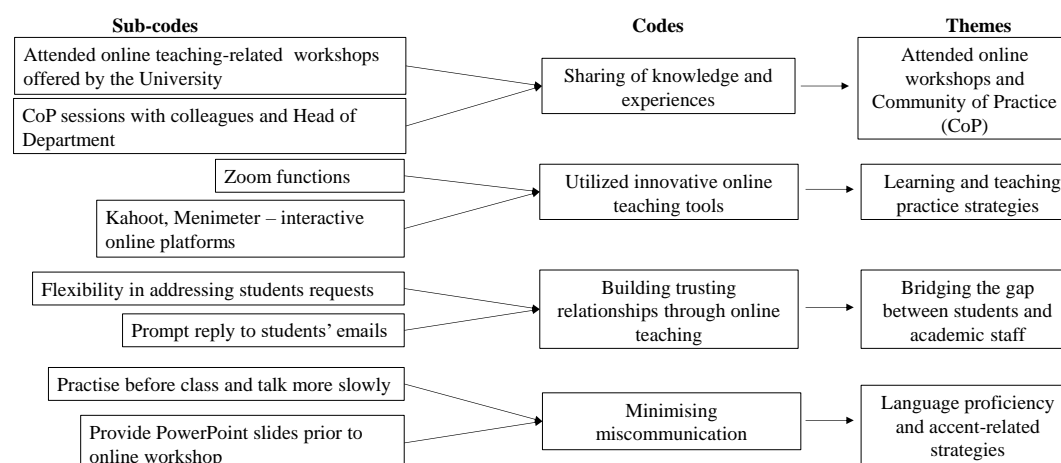 Sub-codes
Codes
Themes
Attended online teaching-related workshops
offered by the University
CoP sessions with colleagues and Head of
Department
Sharing of knowledge and
experiences
Attended online
workshops and
Community of Practice
(CoP)
Zoom functions
Kahoot, Menimeter – interactive
online platforms
Utilized innovative online
teaching tools
Learning and teaching
practice strategies
Flexibility in addressing students requests
Prompt reply to students’ emails
Building trusting
relationships through online
teaching
Bridging the gap
between students and
academic staff
Practise before class and talk more slowly
Provide PowerPoint slides prior to
online workshop
Minimising
miscommunication
Language proficiency
and accent-related
strategies